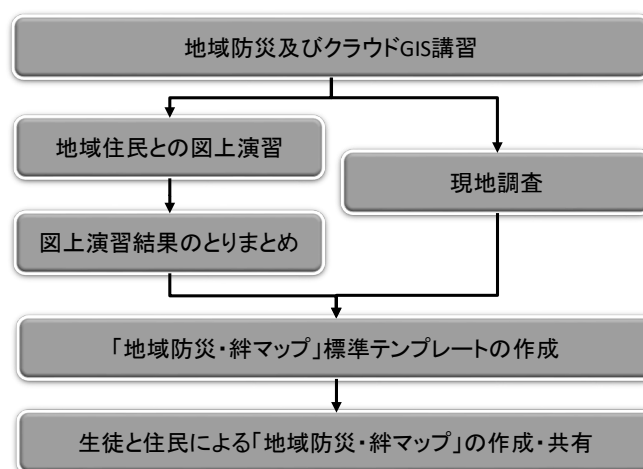 地域防災及びクラウドGIS講習
地域住民との図上演習
現地調査
図上演習結果のとりまとめ
「地域防災・絆マップ」標準テンプレートの作成
生徒と住民による「地域防災・絆マップ」の作成・共有